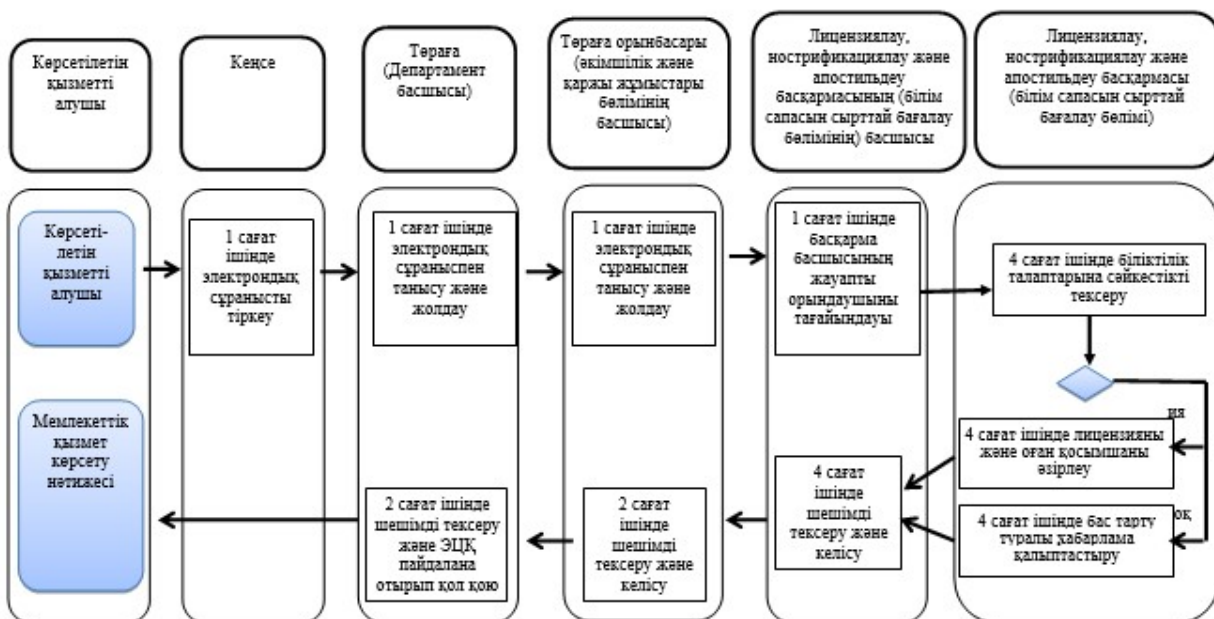 Көрсетілетін
қызметті
алушы
Кеңсе
Төраға
(Департамент
басшысы)
Төраға орынбасары
(әкімшілік және
қаржы жұмыстары
бөлімінің
басшысы)
Лицензиялау,
нострификациялау және
апостильдеу
басқармасының (білім
сапасын сырттай бағалау
бөлімінің) басшысы
Лицензиялау,
нострификациялау және
апостильдеу басқармасы
(білім сапасын сырттай
бағалау бөлімі)
Көрсеті-
летін
қызметті
алушы
1 сағат
ішінде
электрондық
сұранысты
тіркеу
1 сағат ішінде
электрондық
сұраныспен
танысу және
жолдау
1 сағат ішінде
электрондық
сұраныспен
танысу және
жолдау
1 сағат ішінде
басқарма
басшысының
жауапты
орындаушыны
тағайындауы
4 сағат ішінде біліктілік
талаптарына сәйкестікті
тексеру
ия
4 сағат ішінде лицензияны
және оған қосымшаны
әзірлеу
оқ
4 сағат ішінде бас тарту
туралы хабарлама
қалыптастыру
4 сағат
ішінде
шешімді
тексеру және
келісу
2 сағат
ішінде
шешімді
тексеру және
келісу
2 сағат ішінде
шешімді тексеру
және ЭЦҚ
пайдалана
отырып қол қою
Мемлекеттік
қызмет
көрсету
нәтижесі